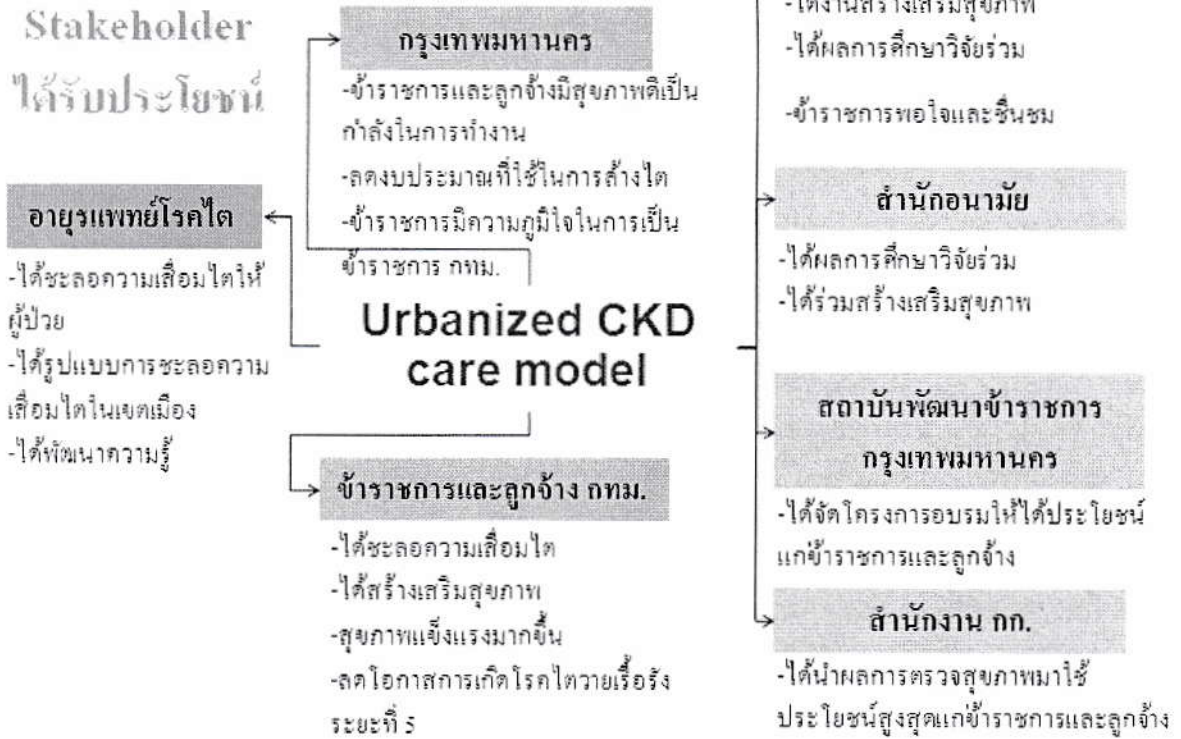 Stakeholder
ได้รับประโยชน์
อายุรแพทย์โรคไต
-ได้ชะลอความเสื่อมไตให้
ผู้ป่วย
-ได้รูปแบบการชะลอความ
เสื่อมไตในเขตเมือง
-ได้พัฒนาความรู้
กรุงเทพมหานคร
-ข้าราชการและลูกจ้างมีสุขภาพดีเป็น
กำลังในการทำงาน
-ลดงบประมาณที่ใช้ในการล้างไต
-ข้าราชการมีความภูมิใจในการเป็น
ข้าราชการ กทม.
Urbanized CKD
care model
ข้าราชการและลูกจ้าง กทม.
-ได้ชะลอความเสื่อมไต
-ได้สร้างเสริมสุขภาพ
-สุขภาพแข็งแรงมากขึ้น
-ลดโอกาสการเกิดโรคไตวายเรื้อรัง
ระยะที่ 5
-ได้งานสร้างเสริมสุขภาพ
-ได้ผลการศึกษาวิจัยร่วม
-ข้าราชการพอใจและชื่นชม
สำนักอนามัย
-ได้ผลการศึกษาวิจัยร่วม
-ได้ร่วมสร้างเสริมสุขภาพ
สถาบันพัฒนาข้าราชการ
กรุงเทพมหานคร
-ได้จัดโครงการอบรมให้ได้ประโยชน์
แก่ข้าราชการและลูกจ้าง
สำนักงาน กก.
-ได้นำผลการตรวจสุขภาพมาใช้
ประโยชน์สูงสุดแก่ข้าราชการและลูกจ้าง